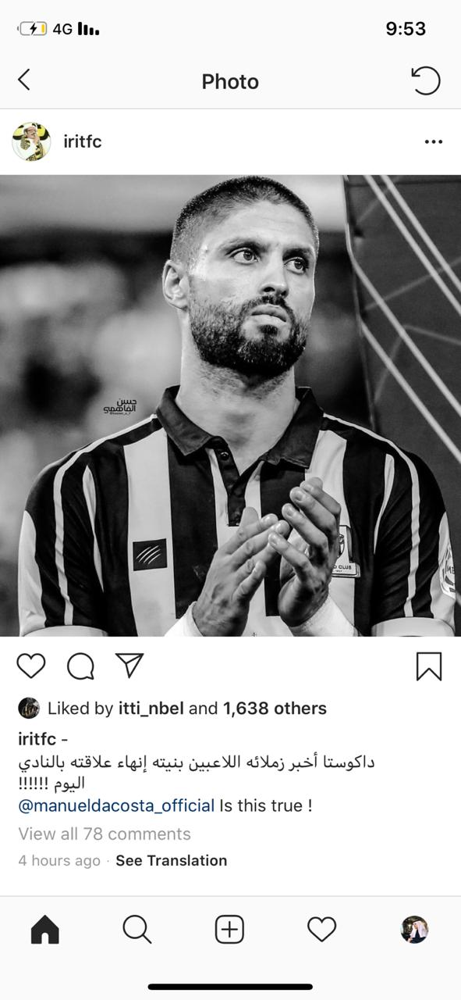 4G
9:53
Photo
iritfc
حسن
الفاهمي
Liked by itti_nbel and 1,638 others
iritfc -
داكوستا أخبر زملائه اللاعبين بنيته إنهاء علاقته بالنادي
اليوم !!!!!!
@manueldacosta_official Is this true !
View all 78 comments
4 hours ago · See Translation